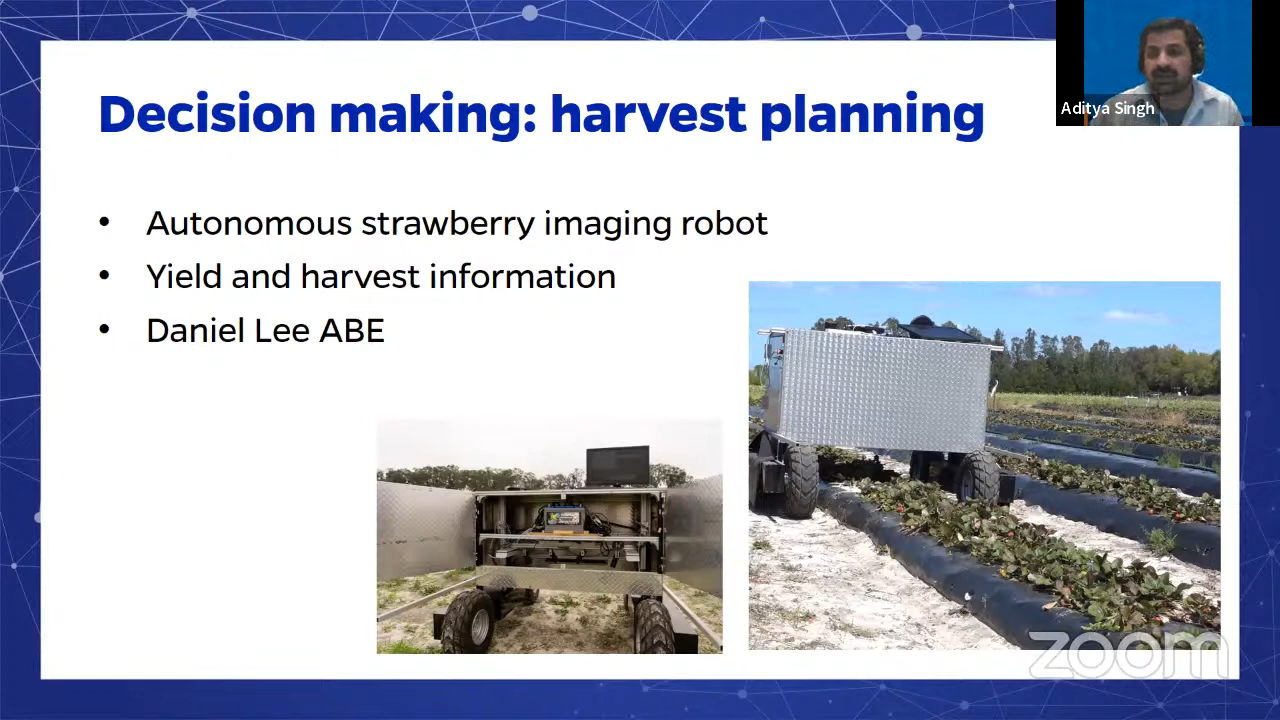 Decision making: harvest planning
Aditya Singh
• Autonomous strawberry imaging robot
• Yield and harvest information
• Daniel Lee ABE
zoom